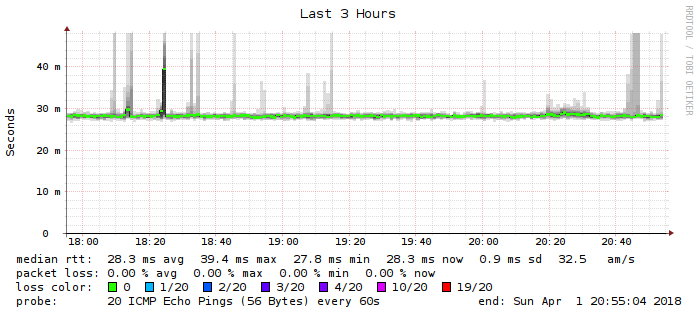 Last 3 Hours
RRDTOOL / TOBI OETIKER
Seconds
40 m
30 m
20 m
10 m
0
18:00 18:20 18:40 19:00 19:20 19:40 20:00 20:20 20:40
median rtt: 28.3 ms avg 39.4 ms max 27.8 ms min 28.3 ms now 0.9 ms sd 32.5 am/s
packet loss: 0.00 % avg 0.00 % max 0.00 % min 0.00 % now
loss color: 0 1/20 2/20 3/20 4/20 10/20 19/20
probe: 20 ICMP Echo Pings (56 Bytes) every 60s end: Sun Apr 1 20:55:04 2018